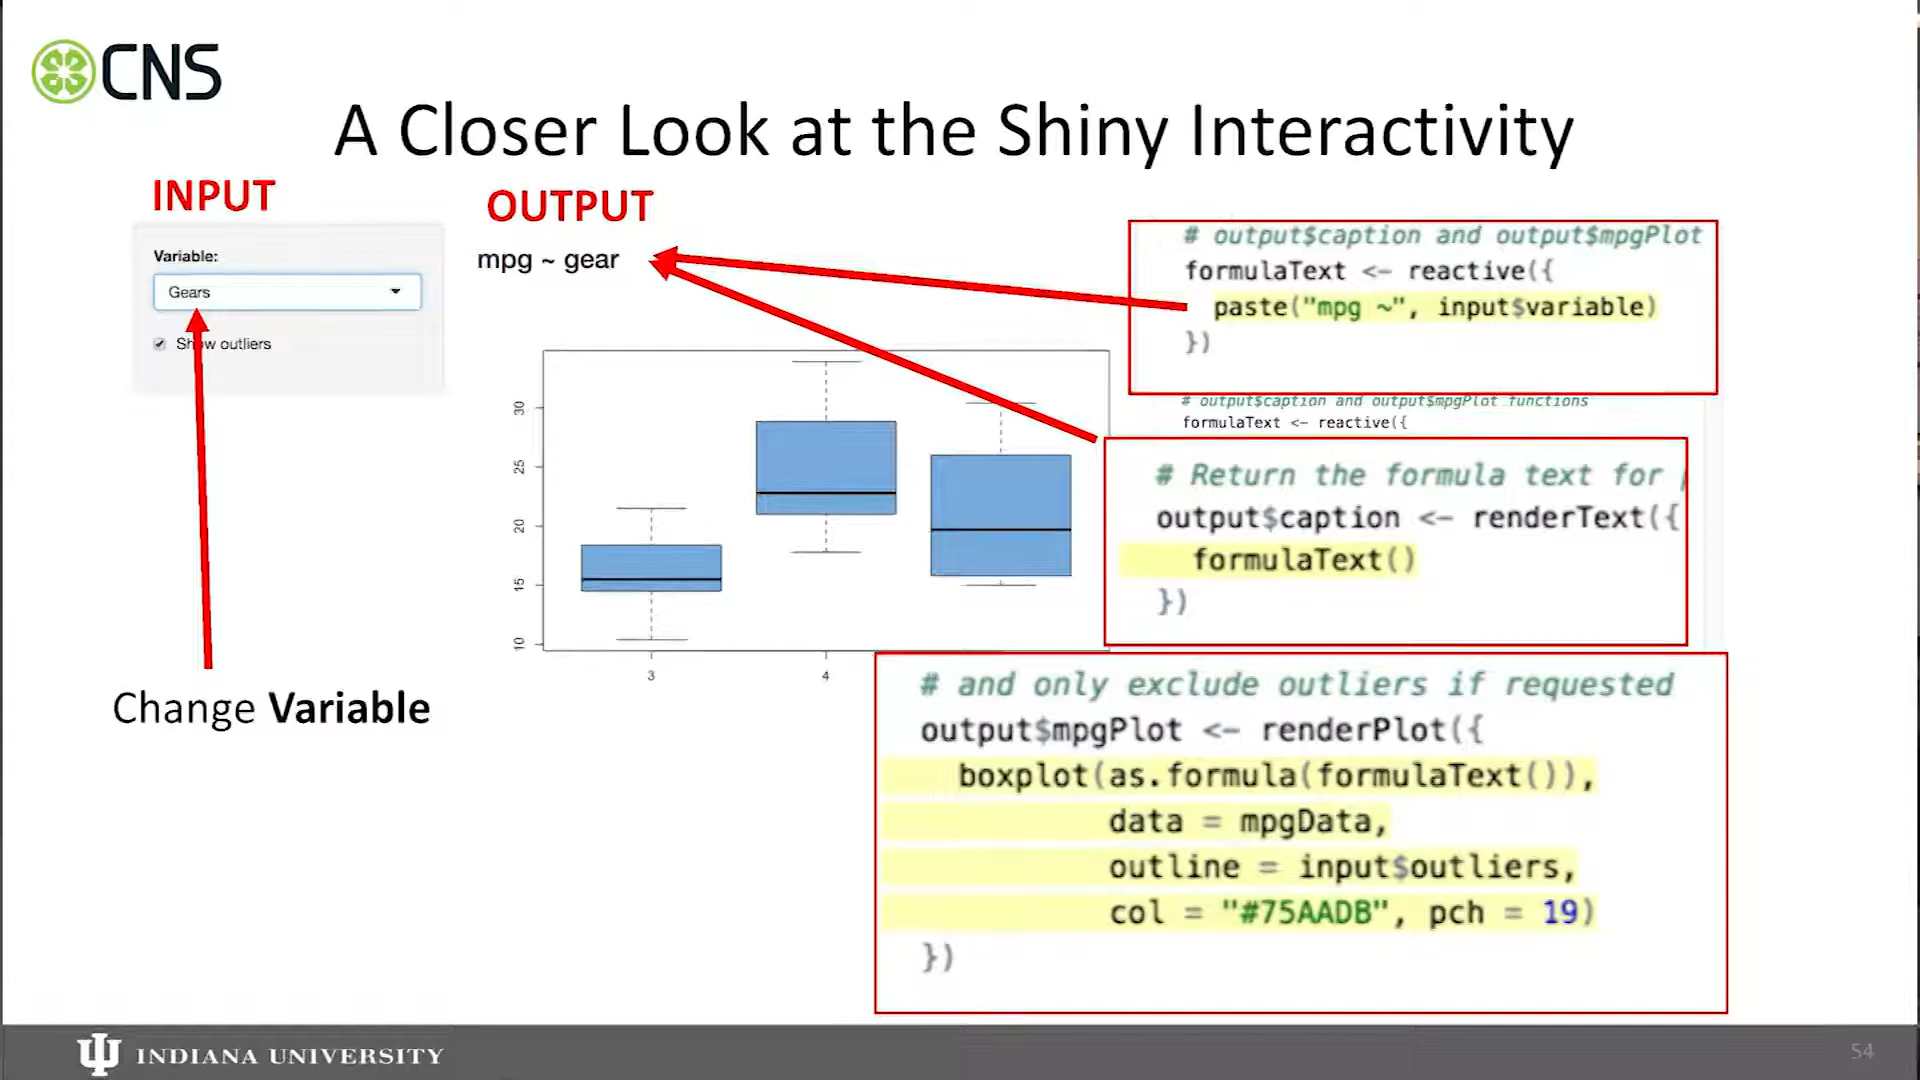 CNS
A Closer Look at the Shiny Interactivity
INPUT
Variable:
Gears
Show outliers
Change Variable
OUTPUT
mpg ~ gear
30
25
20
15
10
3
4
# output$caption and output$mpgPlot
formulaText <- reactive({
paste("mpg ~", input$variable)
})
# output$caption and output$mpgPlot functions
formulaText <- reactive({
# Return the formula text for
output$caption <- renderText({
formulaText()
})
# and only exclude outliers if requested
output$mpgPlot <- renderPlot({
boxplot(as.formula(formulaText()),
data = mpgData,
outline = input$outliers,
col = "#75AADB", pch = 19)
})
INDIANA UNIVERSITY
54